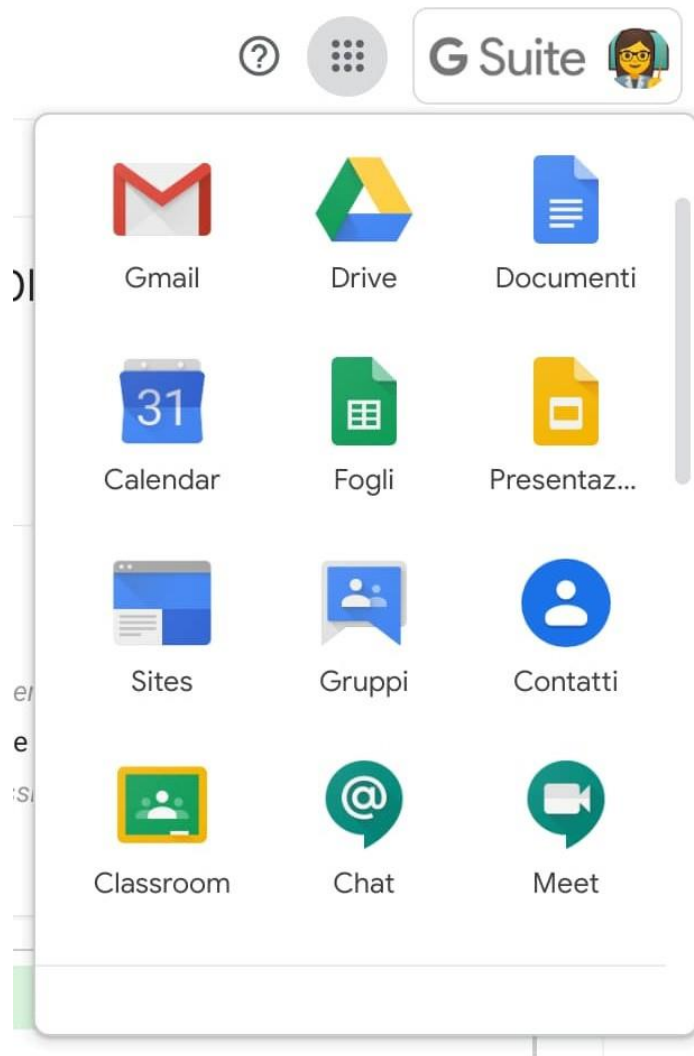 G Suite
Gmail Drive Documenti
31
Calendar Fogli Presentaz...
Sites Gruppi Contatti
@
Classroom Chat Meet